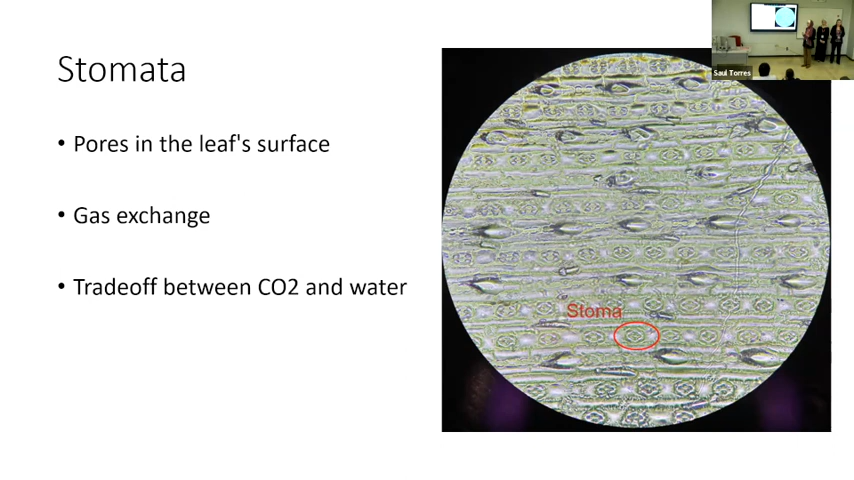 Stomata
• Pores in the leaf's surface
• Gas exchange
• Tradeoff between CO2 and water
Stoma
Saul Torres